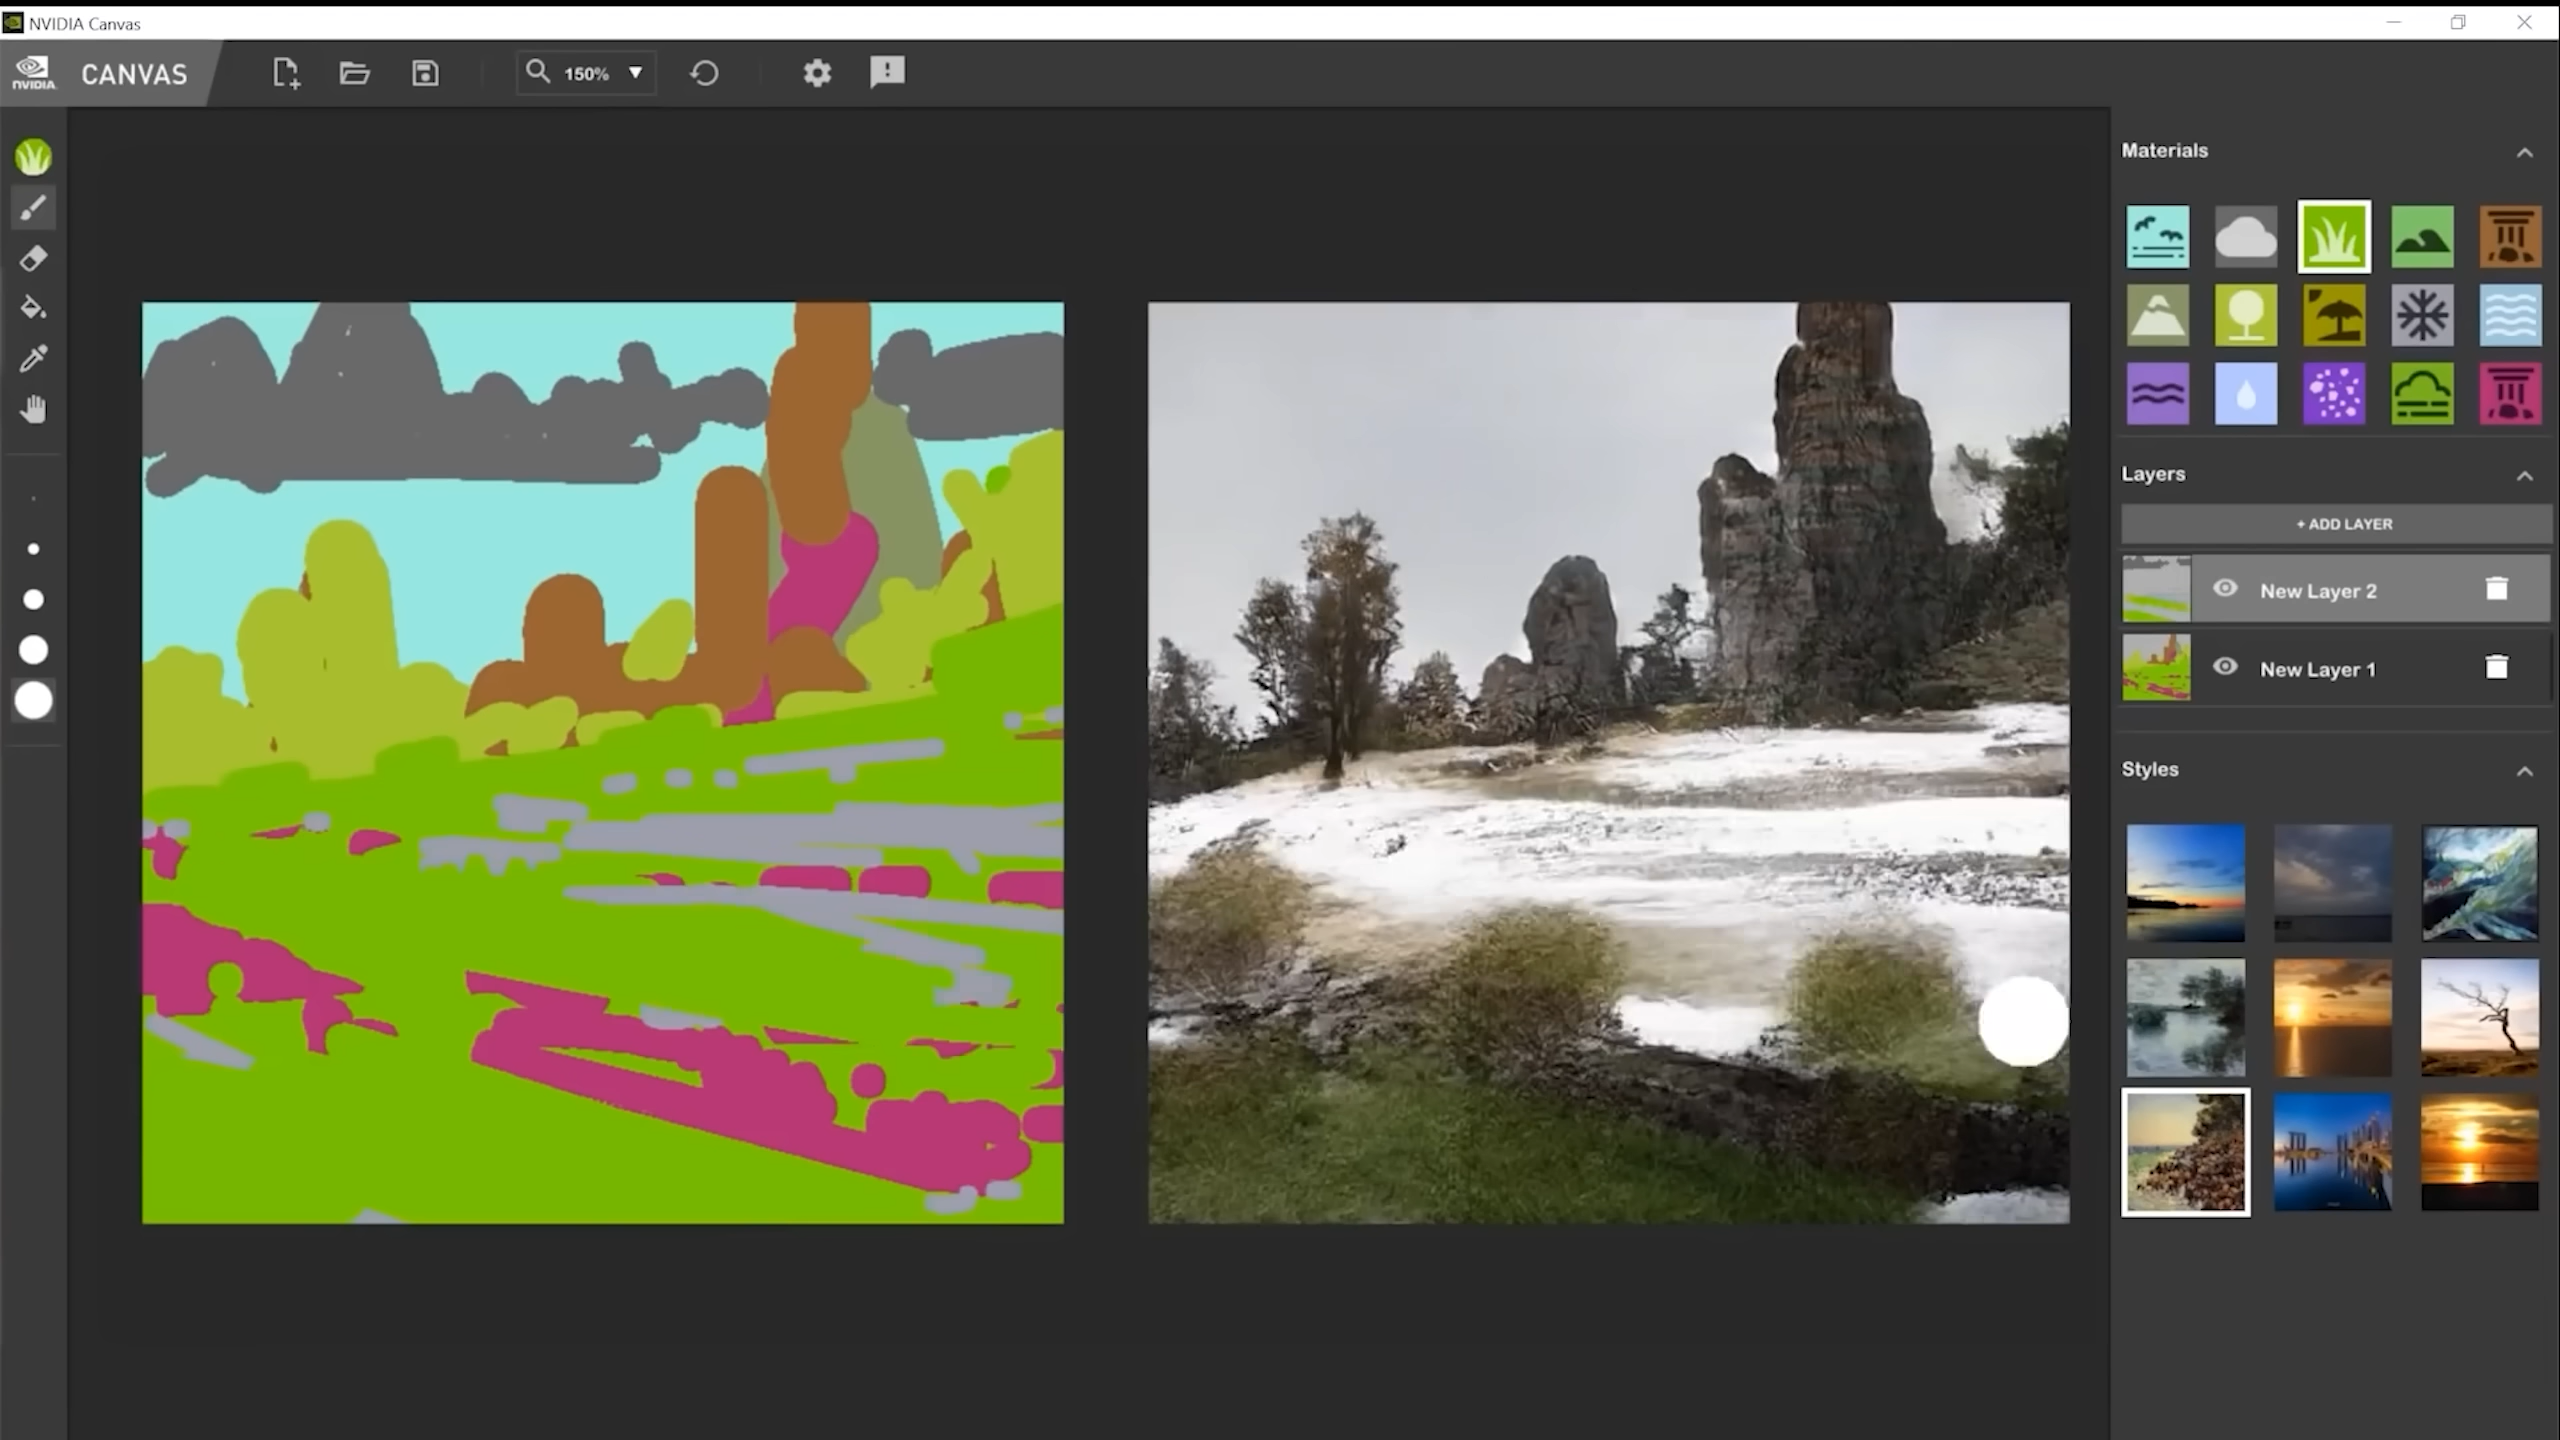 NVIDIA Canvas
NVIDIA.
CANVAS
150%
Materials
Layers
+ ADD LAYER
New Layer 2
New Layer 1
Styles